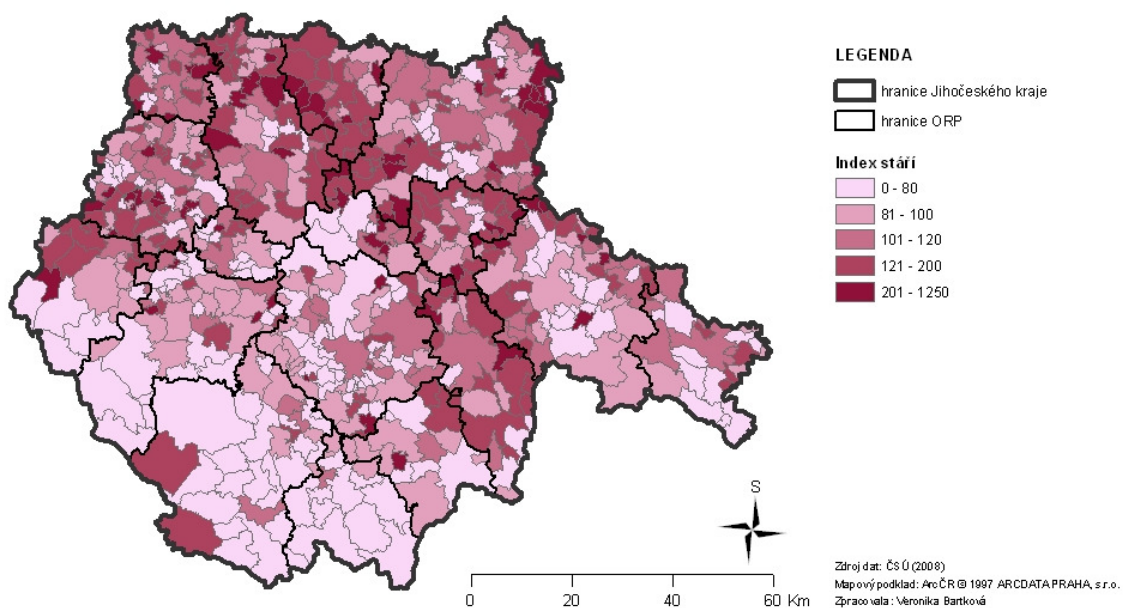 LEGENDA
hranice Jihočeského kraje
hranice ORP
Index stáří
0 - 80
81 - 100
101 - 120
121 - 200
201 - 1250
S
0 20 40 60 Km
Zdroj dat: ČSÚ (2008)
Mapový podklad: ArcČR © 1997 ARCDATA PRAHA, s.r.o.
Zpracovala: Veronika Bartková